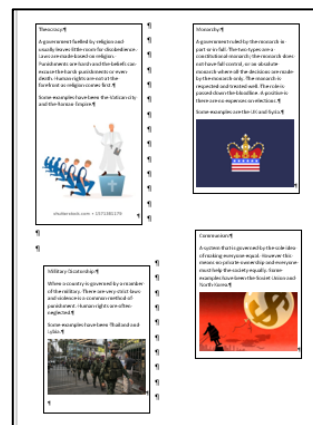 Theocracy¶
A government fuelled by religion and
usually leaves little room for disobedience.
Laws are made based on religion.
Punishments are harsh and the beliefs can
excuse the harsh punishments or even
death. Human rights are not at the
forefront as religion comes first.¶
Some examples have been the Vatican city
and the Roman Empire¶
shutterstock.com • 1572381279
Monarchy¶
A government ruled by the monarch in
part or in full. The two types are a
constitutional monarch; the monarch does
not have full control, or an absolute
monarch where all the decisions are made
by the monarch only. The monarch is
respected and treated well. The rule is
passed down the bloodline. A positive is
there are no expenses on elections.¶
Some examples are the UK and Syria¶
Military Dictatorship¶
When a country is governed by a member
of the military. There are very strict laws
and violence is a common method of
punishment. Human rights are often
neglected¶
Some examples have been Thailand and
Lybia.¶
Communism¶
A system that is governed by the sole idea
of making everyone equal. However this
means no private ownership and everyone
must help the society equally. Some
examples have been the Soviet Union and
North Korea¶